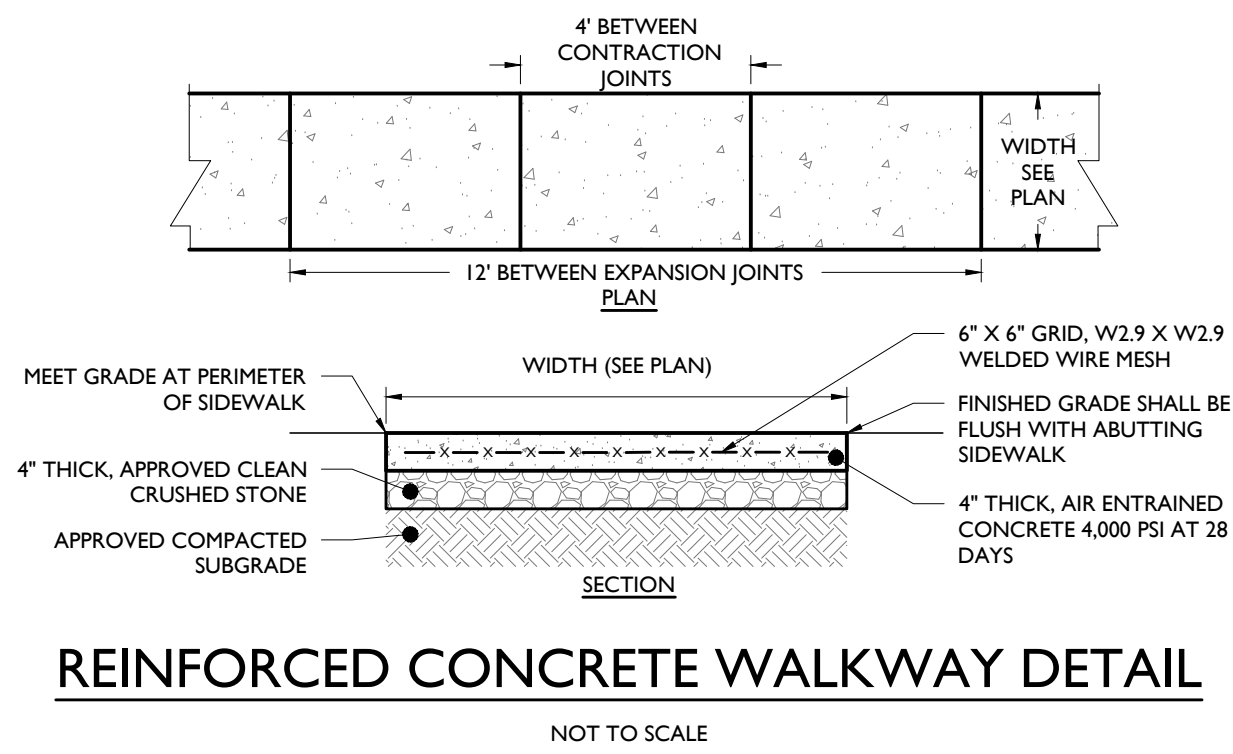 4' BETWEEN
CONTRACTION
JOINTS
WIDTH
SEE
PLAN
12' BETWEEN EXPANSION JOINTS
PLAN
6" X 6" GRID, W2.9 X W2.9
WELDED WIRE MESH
WIDTH (SEE PLAN)
MEET GRADE AT PERIMETER
OF SIDEWALK
FINISHED GRADE SHALL BE
FLUSH WITH ABUTTING
SIDEWALK
X X X X X X X X X
4" THICK, APPROVED CLEAN
CRUSHED STONE
4" THICK, AIR ENTRAINED
CONCRETE 4,000 PSI AT 28
DAYS
APPROVED COMPACTED
SUBGRADE
SECTION
REINFORCED CONCRETE WALKWAY DETAIL
NOT TO SCALE